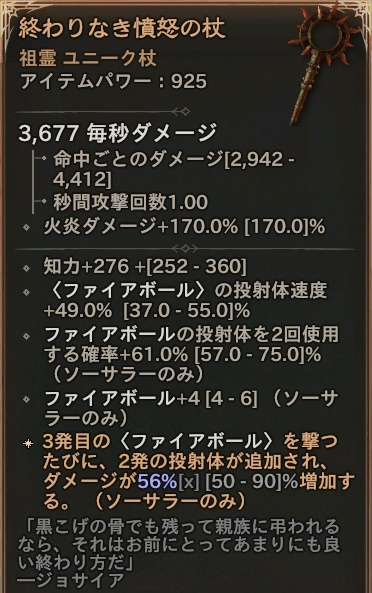 終わりなき憤怒の杖
祖霊 ユニーク杖
アイテムパワー：925
3,677 毎秒ダメージ
命中ごとのダメージ[2,942 -
4,412]
秒間攻撃回数1.00
火炎ダメージ+170.0% [170.0]%
知力+276 +[252 - 360]
〈ファイアボール〉の投射体速度
+49.0% [37.0 - 55.0]%
ファイアボールの投射体を2回使用
する確率+61.0% [57.0 - 75.0]%
（ソーサラーのみ）
ファイアボール+4 [4 - 6] （ソーサ
ラーのみ）
3発目の〈ファイアボール〉を撃つ
たびに、2発の投射体が追加され、
ダメージが56%[x] [50 - 90]%増加す
る。 （ソーサラーのみ）
「黒こげの骨でも残って親族に弔われる
なら、それはお前にとってあまりにも良
い終わり方だ」
―ジョサイア